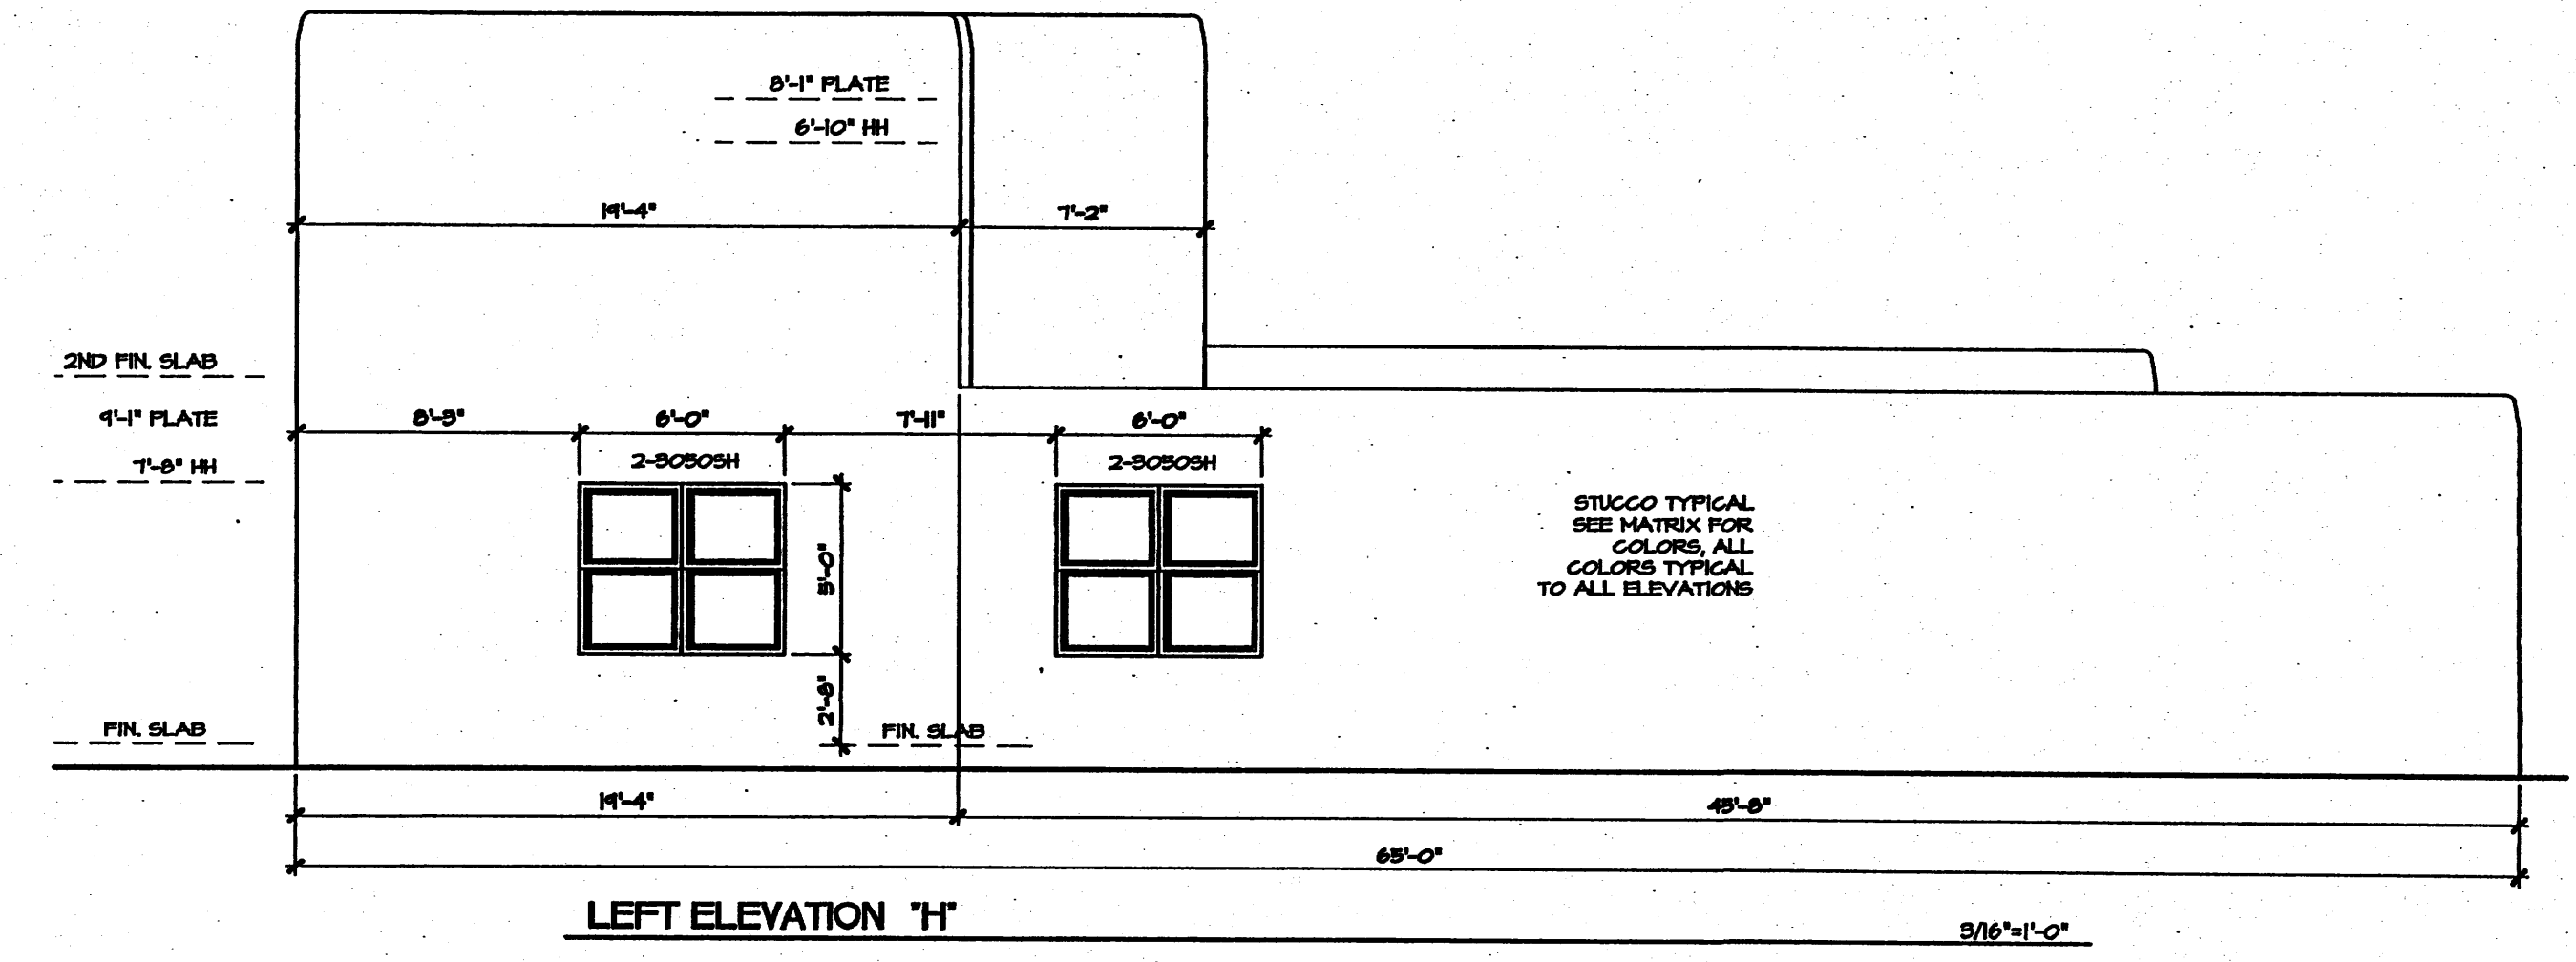 8'-1" PLATE
6'-10" HH
19'-4"
7'-2"
2ND FIN. SLAB
9'-1" PLATE
7'-8" HH
8'-3"
6'-0"
7'-11"
6'-0"
2-3050SH
2-3050SH
5'-0"
2'-8"
STUCCO TYPICAL
SEE MATRIX FOR
COLORS, ALL
COLORS TYPICAL
TO ALL ELEVATIONS
FIN. SLAB
FIN. SLAB
19'-4"
45'-8"
65'-0"
LEFT ELEVATION "H"
3/16"=1'-0"